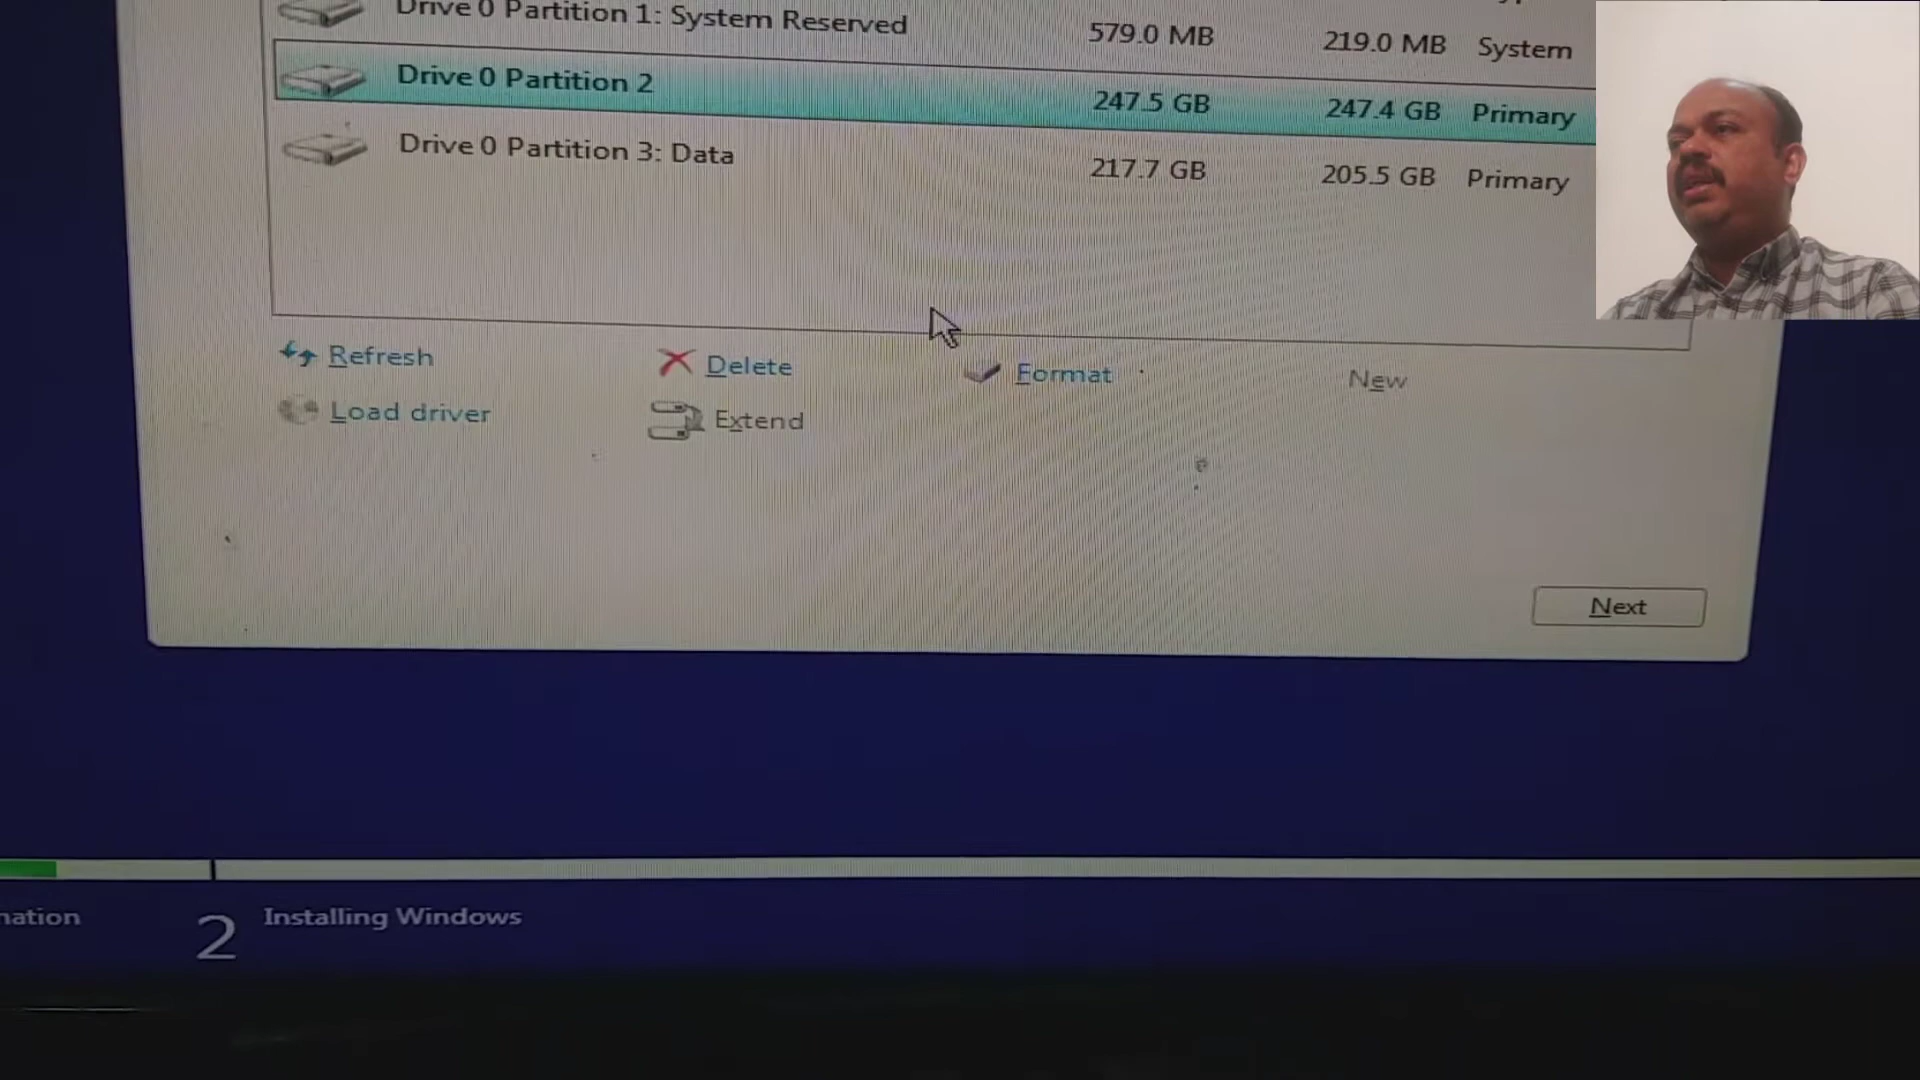 Drive 0 Partition 1: System Reserved 579.0 MB 219.0 MB System
Drive 0 Partition 2 247.5 GB 247.4 GB Primary
Drive 0 Partition 3: Data 217.7 GB 205.5 GB Primary
Refresh Delete Format New
Load driver Extend
Next
mation
2 Installing Windows